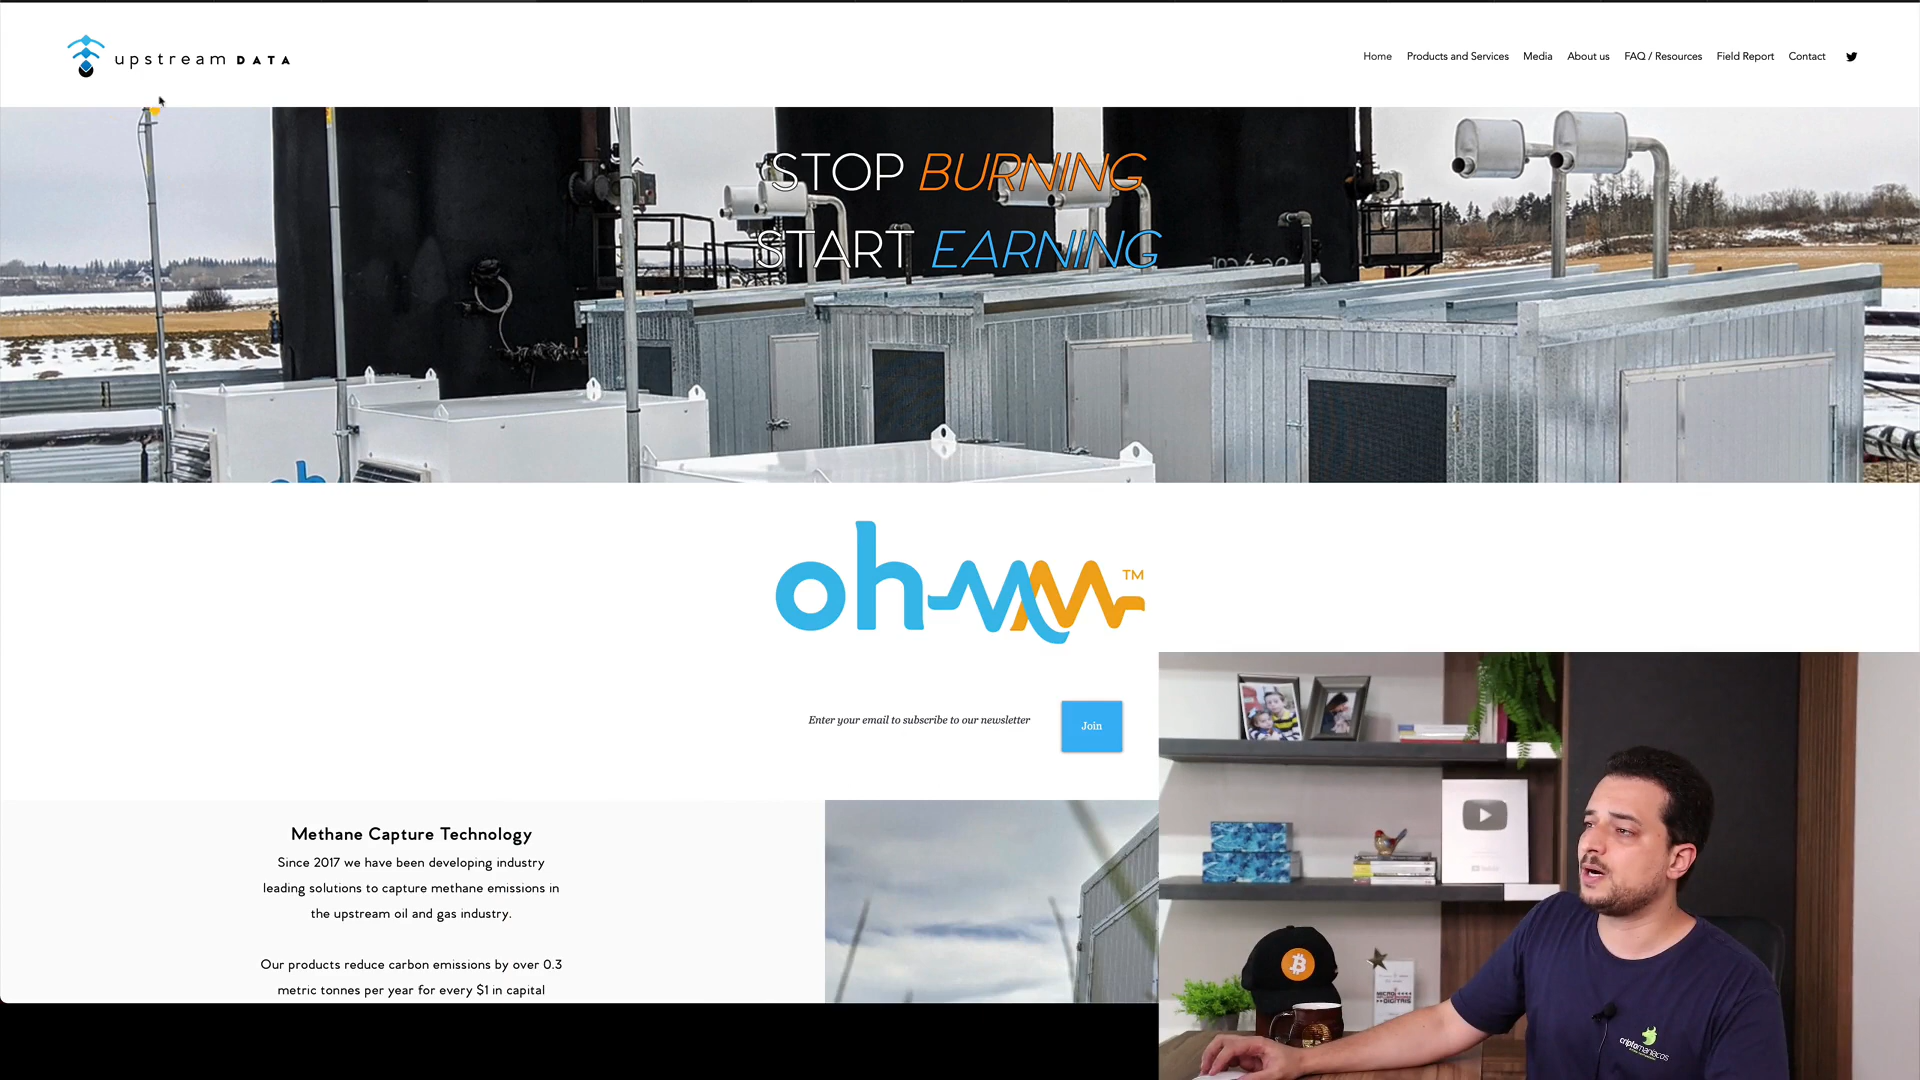 upstream DATA
Home Products and Services Media About us FAQ / Resources Field Report Contact
STOP BURNING
START EARNING
oh
ohmm™
Enter your email to subscribe to our newsletter
Join
Methane Capture Technology
Since 2017 we have been developing industry
leading solutions to capture methane emissions in
the upstream oil and gas industry.
Our products reduce carbon emissions by over 0.3
metric tonnes per year for every $1 in capital
criptomaniacos